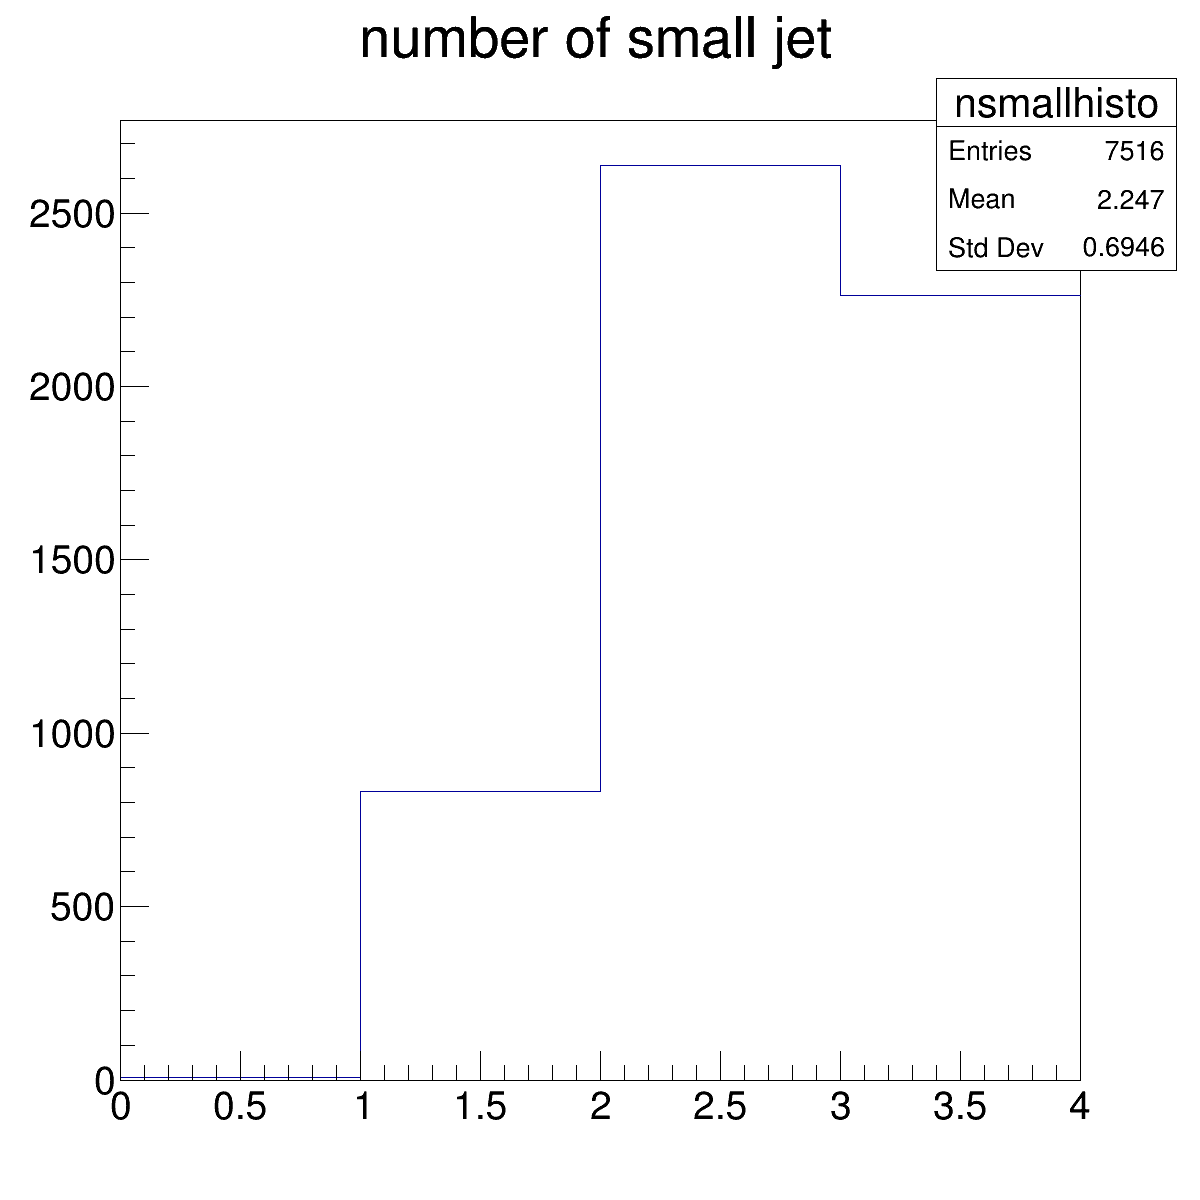 number of small jet
nsmallhisto
Entries 7516
Mean 2.247
Std Dev 0.6946
2500
2000
1500
1000
500
0
0 0.5 1 1.5 2 2.5 3 3.5 4